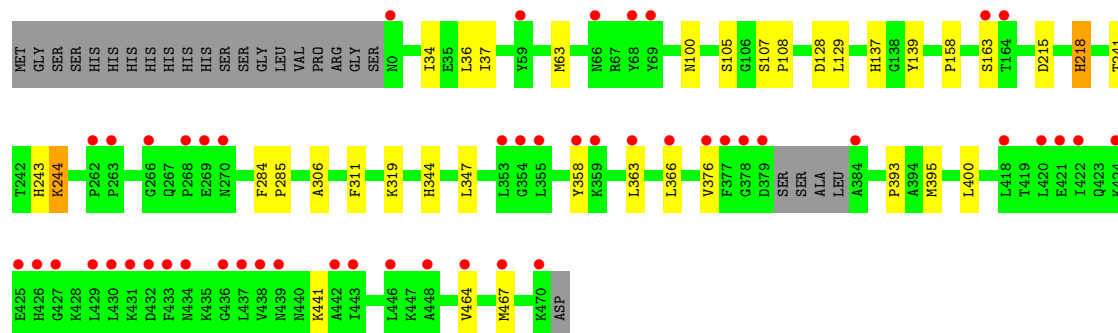 MET GLY SER SER HIS HIS HIS HIS HIS HIS HIS SER SER GLY LEU VAL PRO ARG GLY SER N0 I34 E35 L36 I37 Y59 M63 N66 R67 Y68 Y69 N100 S105 G106 S107 P108 D128 L129 H137 G138 Y139 P158 S163 T164 D215 H218 T241
T242 H243 K244 P262 P263 G266 Q267 P268 E269 N270 F284 P285 A306 F311 K319 H344 L347 L353 G354 L355 Y358 K359 L363 L366 V376 F377 G378 D379 SER SER ALA LEU A384 P393 A394 M395 L400 L418 T419 L420 E421 I422 Q423 K424
E425 H426 G427 K428 L429 L430 K431 D432 F433 N434 K435 G436 L437 V438 N439 N440 K441 A442 I443 L446 K447 A448 V464 M467 K470 ASP